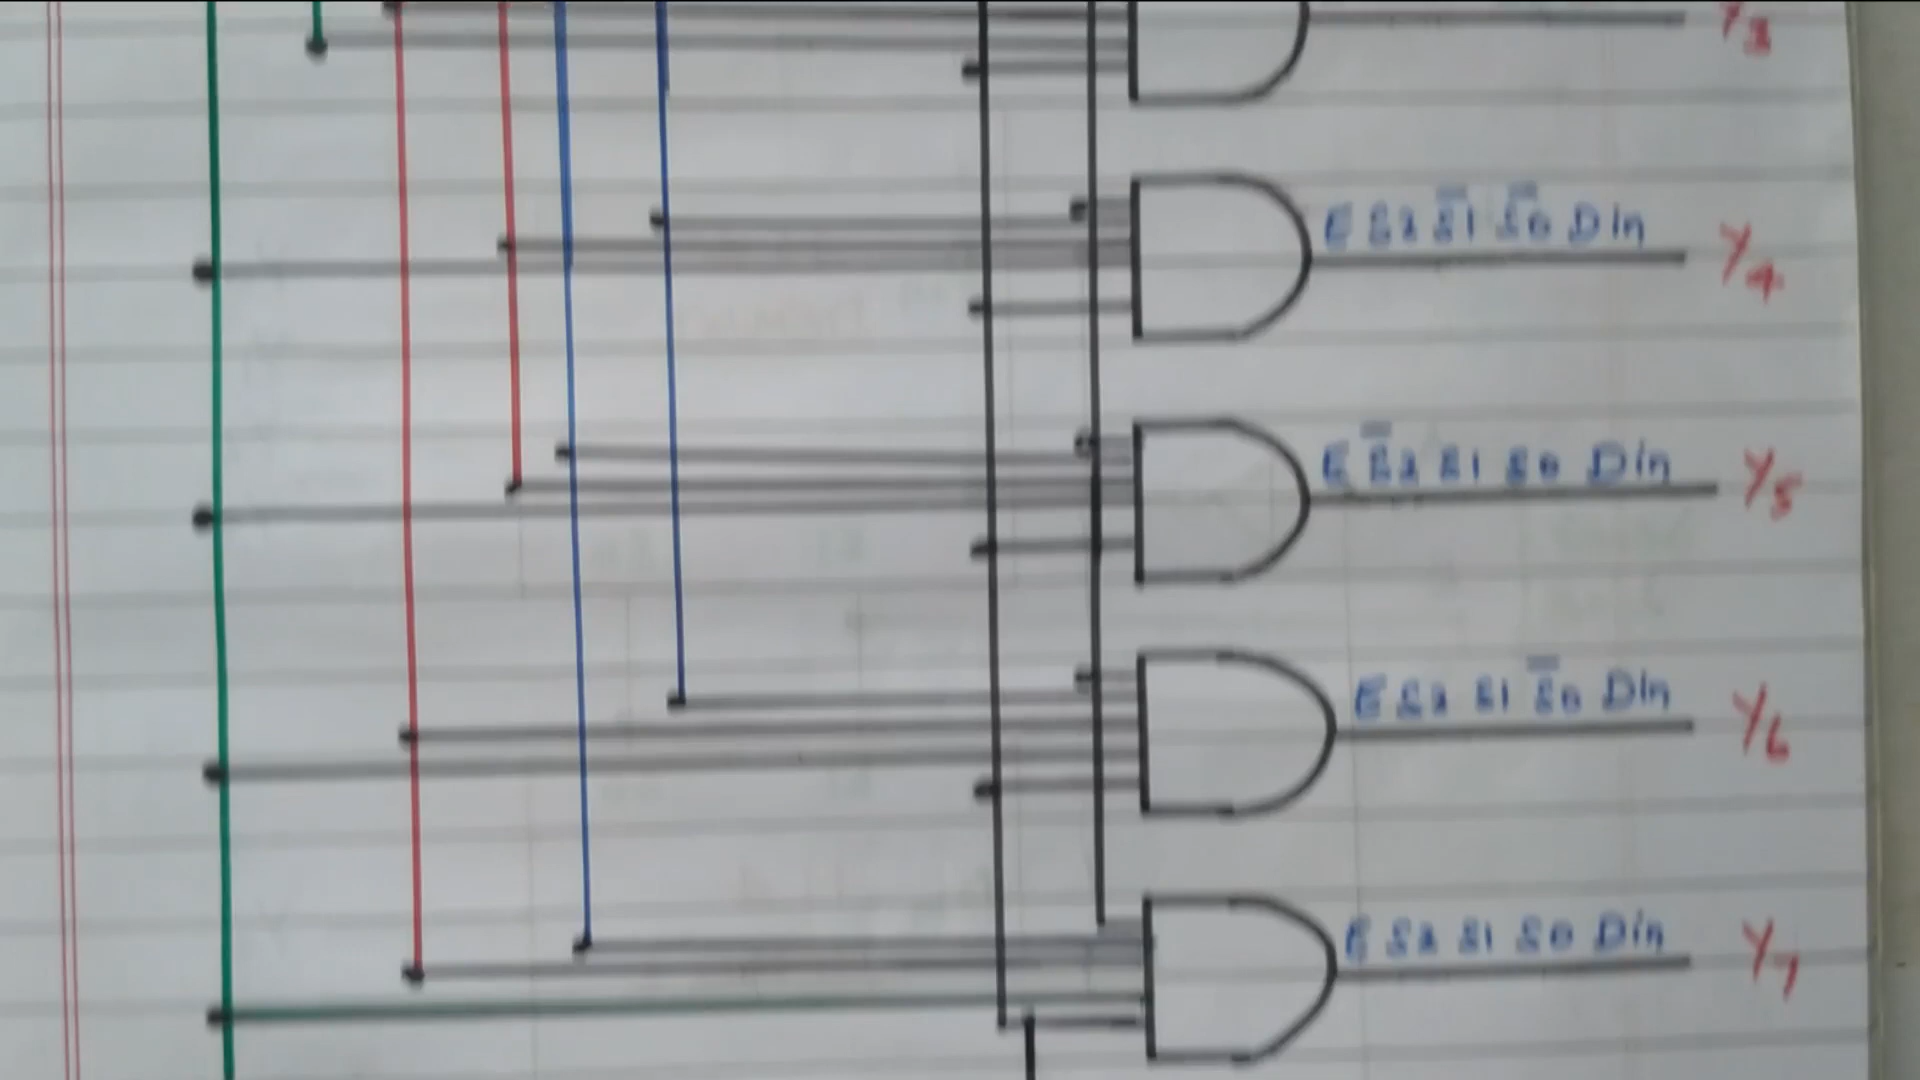 Y3
E S2 S̅1 S̅0 Din Y4
E S̅2 S1 S0 Din Y5
E S2 S1 S̅0 Din Y6
E S2 S1 S0 Din Y7